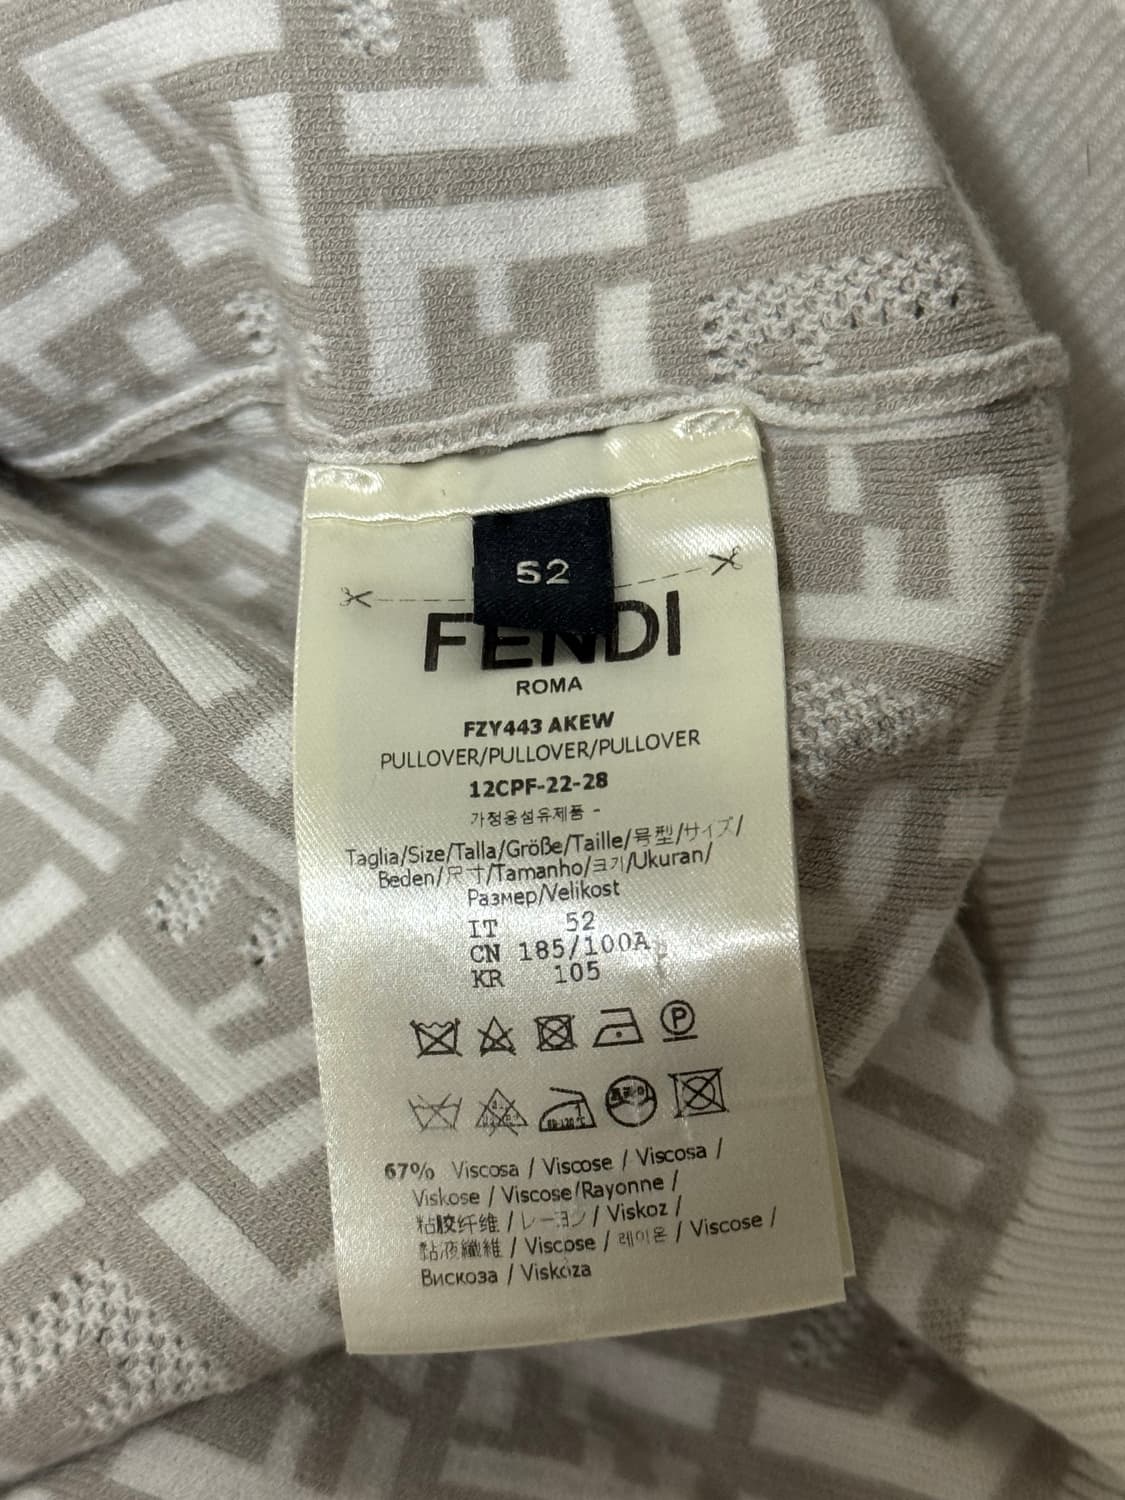 52
FENDI
ROMA
FZY443 AKEW
PULLOVER/PULLOVER/PULLOVER
12CPF-22-28
가정용섬유제품 -
Taglia/Size/Talla/Größe/Taille/号型/サイズ/
Beden/尺寸/Tamanho/크기/Ukuran/
Размер/Velikost
IT 52
CN 185/100A
KR 105
P
67% Viscosa / Viscose / Viscosa /
Viskose / Viscose/Rayonne /
粘胶纤维 / レーヨン / Viskoz /
黏液纖維 / Viscose / 레이온 / Viscose /
Вискоза / Viskóza